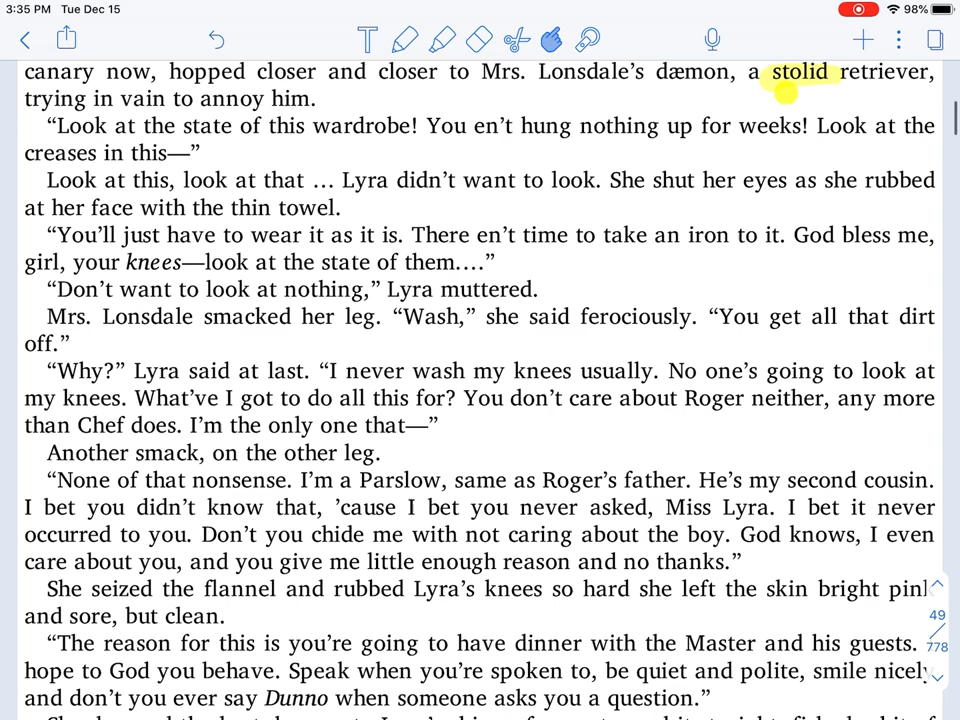 3:35 PM Tue Dec 15 98%
canary now, hopped closer and closer to Mrs. Lonsdale’s dæmon, a stolid retriever,
trying in vain to annoy him.
“Look at the state of this wardrobe! You en’t hung nothing up for weeks! Look at the
creases in this—”
Look at this, look at that … Lyra didn’t want to look. She shut her eyes as she rubbed
at her face with the thin towel.
“You’ll just have to wear it as it is. There en’t time to take an iron to it. God bless me,
girl, your knees—look at the state of them.…”
“Don’t want to look at nothing,” Lyra muttered.
Mrs. Lonsdale smacked her leg. “Wash,” she said ferociously. “You get all that dirt
off.”
“Why?” Lyra said at last. “I never wash my knees usually. No one’s going to look at
my knees. What’ve I got to do all this for? You don’t care about Roger neither, any more
than Chef does. I’m the only one that—”
Another smack, on the other leg.
“None of that nonsense. I’m a Parslow, same as Roger’s father. He’s my second cousin.
I bet you didn’t know that, ’cause I bet you never asked, Miss Lyra. I bet it never
occurred to you. Don’t you chide me with not caring about the boy. God knows, I even
care about you, and you give me little enough reason and no thanks.”
She seized the flannel and rubbed Lyra’s knees so hard she left the skin bright pink
and sore, but clean.
“The reason for this is you’re going to have dinner with the Master and his guests.
hope to God you behave. Speak when you’re spoken to, be quiet and polite, smile nicely
and don’t you ever say Dunno when someone asks you a question.”
49
778